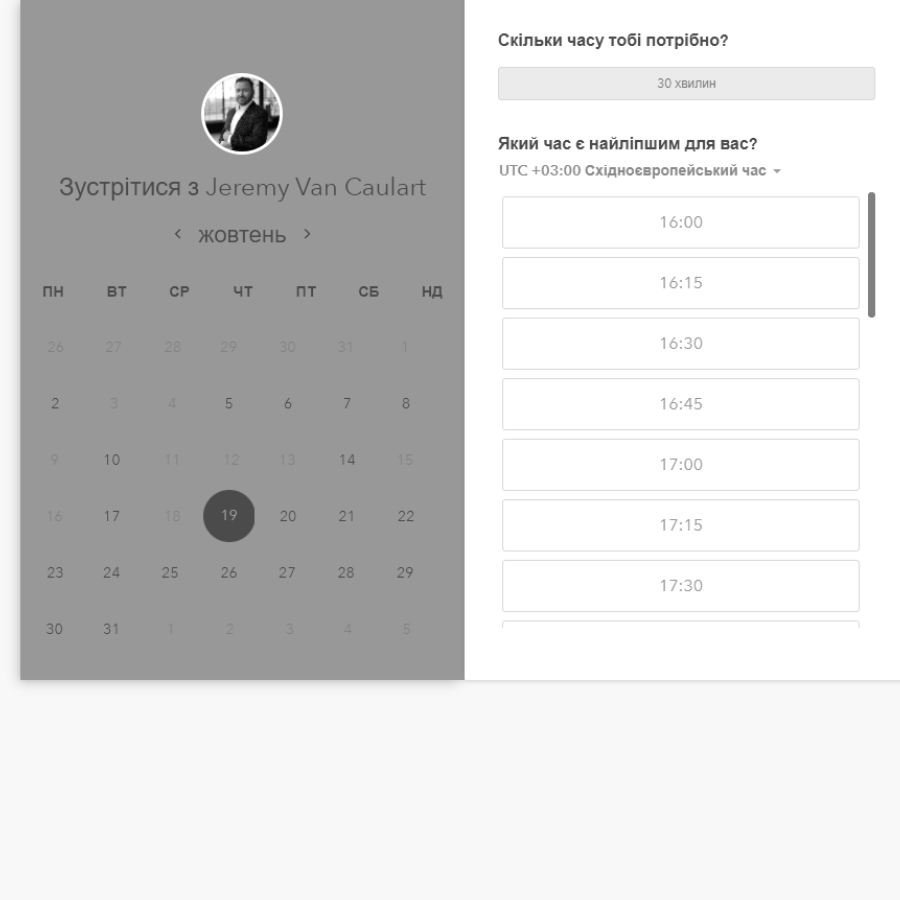 Зустрітися з Jeremy Van Caulart
жовтень
ПН ВТ СР ЧТ ПТ СБ НД
26 27 28 29 30 31 1
2 3 4 5 6 7 8
9 10 11 12 13 14 15
16 17 18 19 20 21 22
23 24 25 26 27 28 29
30 31 1 2 3 4 5
Скільки часу тобі потрібно?
30 хвилин
Який час є найліпшим для вас?
UTC +03:00 Східноєвропейський час
16:00
16:15
16:30
16:45
17:00
17:15
17:30